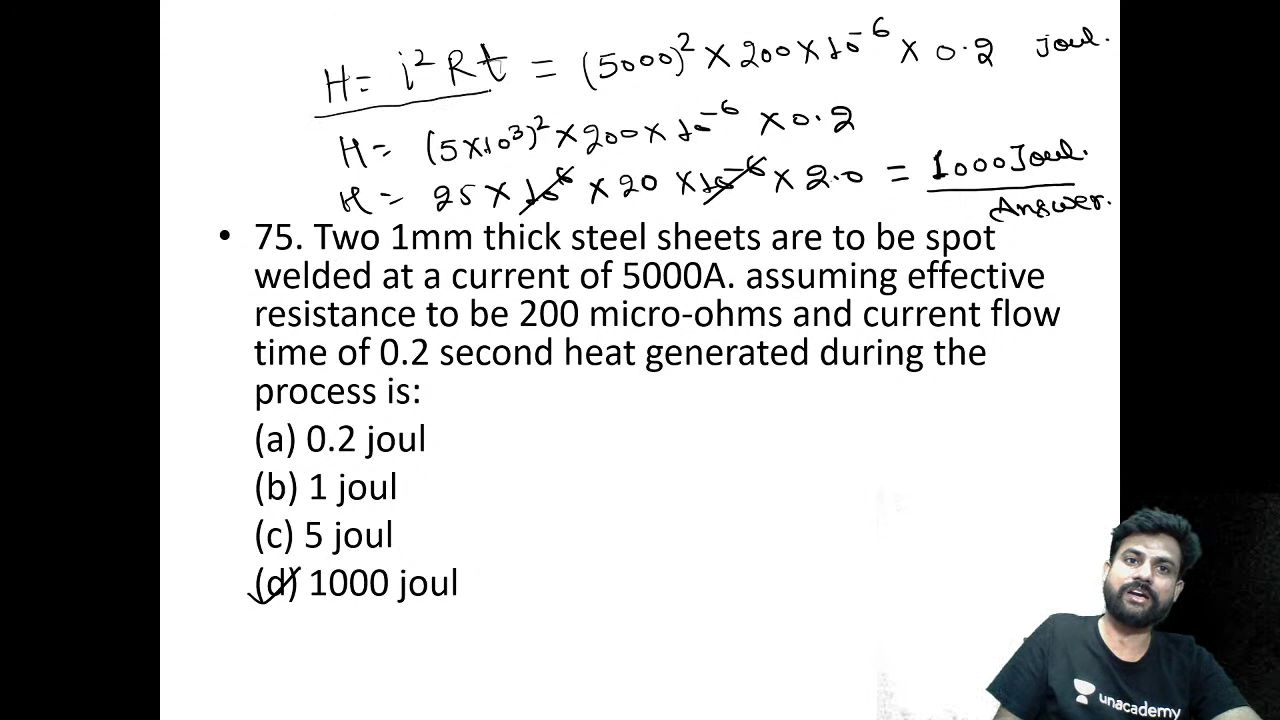 H = i² R t = (5000)² × 200 × 10⁻⁶ × 0.2 Joul.
H = (5×10³)² × 200 × 10⁻⁶ × 0.2
H = 25 × 10⁶ × 20 × 10⁻⁶ × 2.0 = 1000 Joul.
Answer.
• 75. Two 1mm thick steel sheets are to be spot
welded at a current of 5000A. assuming effective
resistance to be 200 micro-ohms and current flow
time of 0.2 second heat generated during the
process is:
(a) 0.2 joul
(b) 1 joul
(c) 5 joul
(d) 1000 joul
unacademy